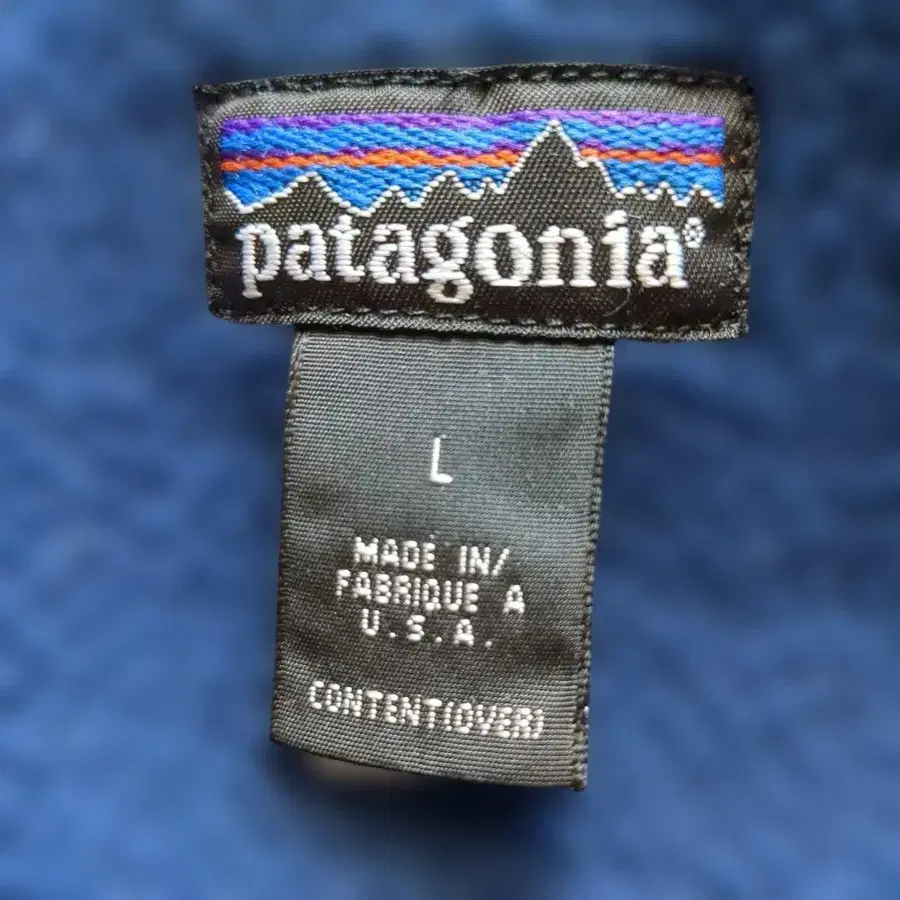 patagonia®
L
MADE IN/
FABRIQUE A
U.S.A.
CONTENT(OVER)